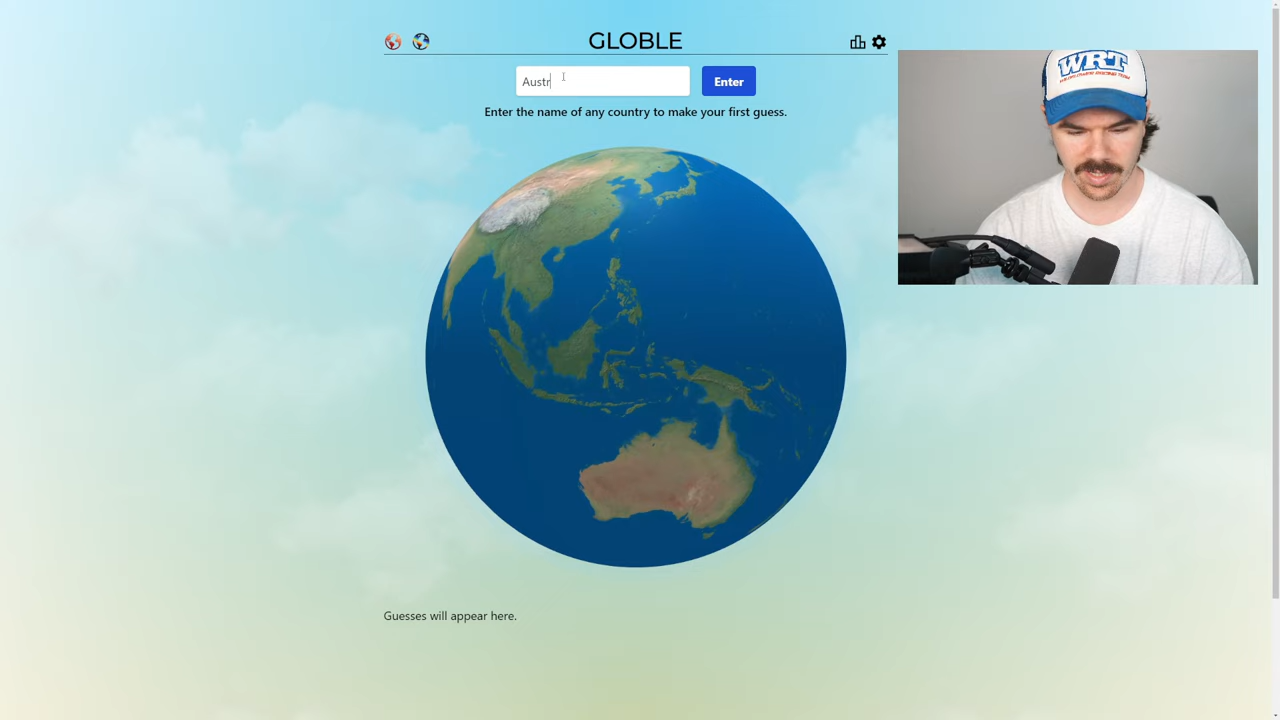 GLOBLE
Austr
Enter
Enter the name of any country to make your first guess.
WRT
Guesses will appear here.